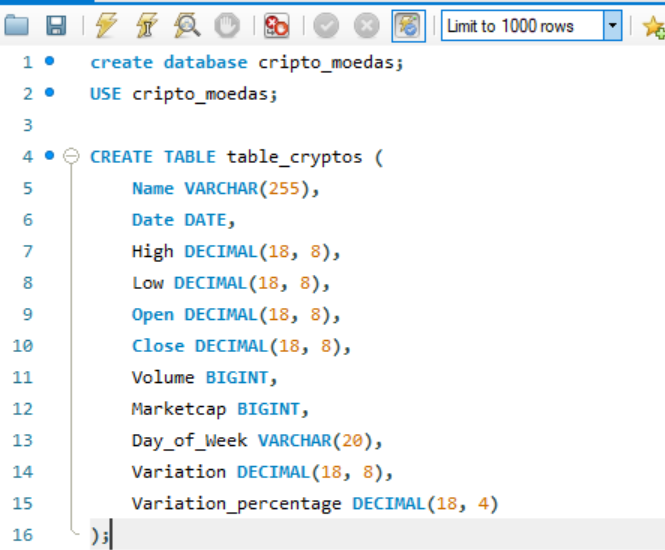 Limit to 1000 rows
1 create database cripto_moedas;
2 USE cripto_moedas;
3
4 CREATE TABLE table_cryptos (
5 Name VARCHAR(255),
6 Date DATE,
7 High DECIMAL(18, 8),
8 Low DECIMAL(18, 8),
9 Open DECIMAL(18, 8),
10 Close DECIMAL(18, 8),
11 Volume BIGINT,
12 Marketcap BIGINT,
13 Day_of_Week VARCHAR(20),
14 Variation DECIMAL(18, 8),
15 Variation_percentage DECIMAL(18, 4)
16 );